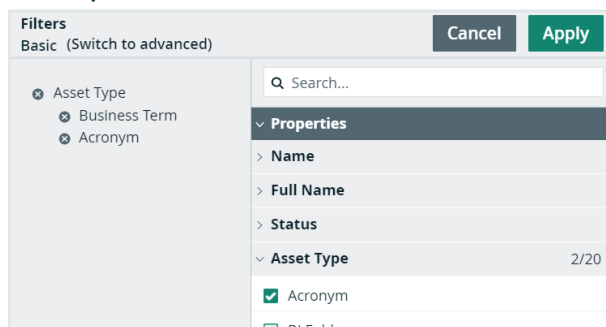 Filters
Basic (Switch to advanced)
Cancel Apply
Asset Type
Business Term
Acronym
Search...
Properties
Name
Full Name
Status
Asset Type 2/20
Acronym